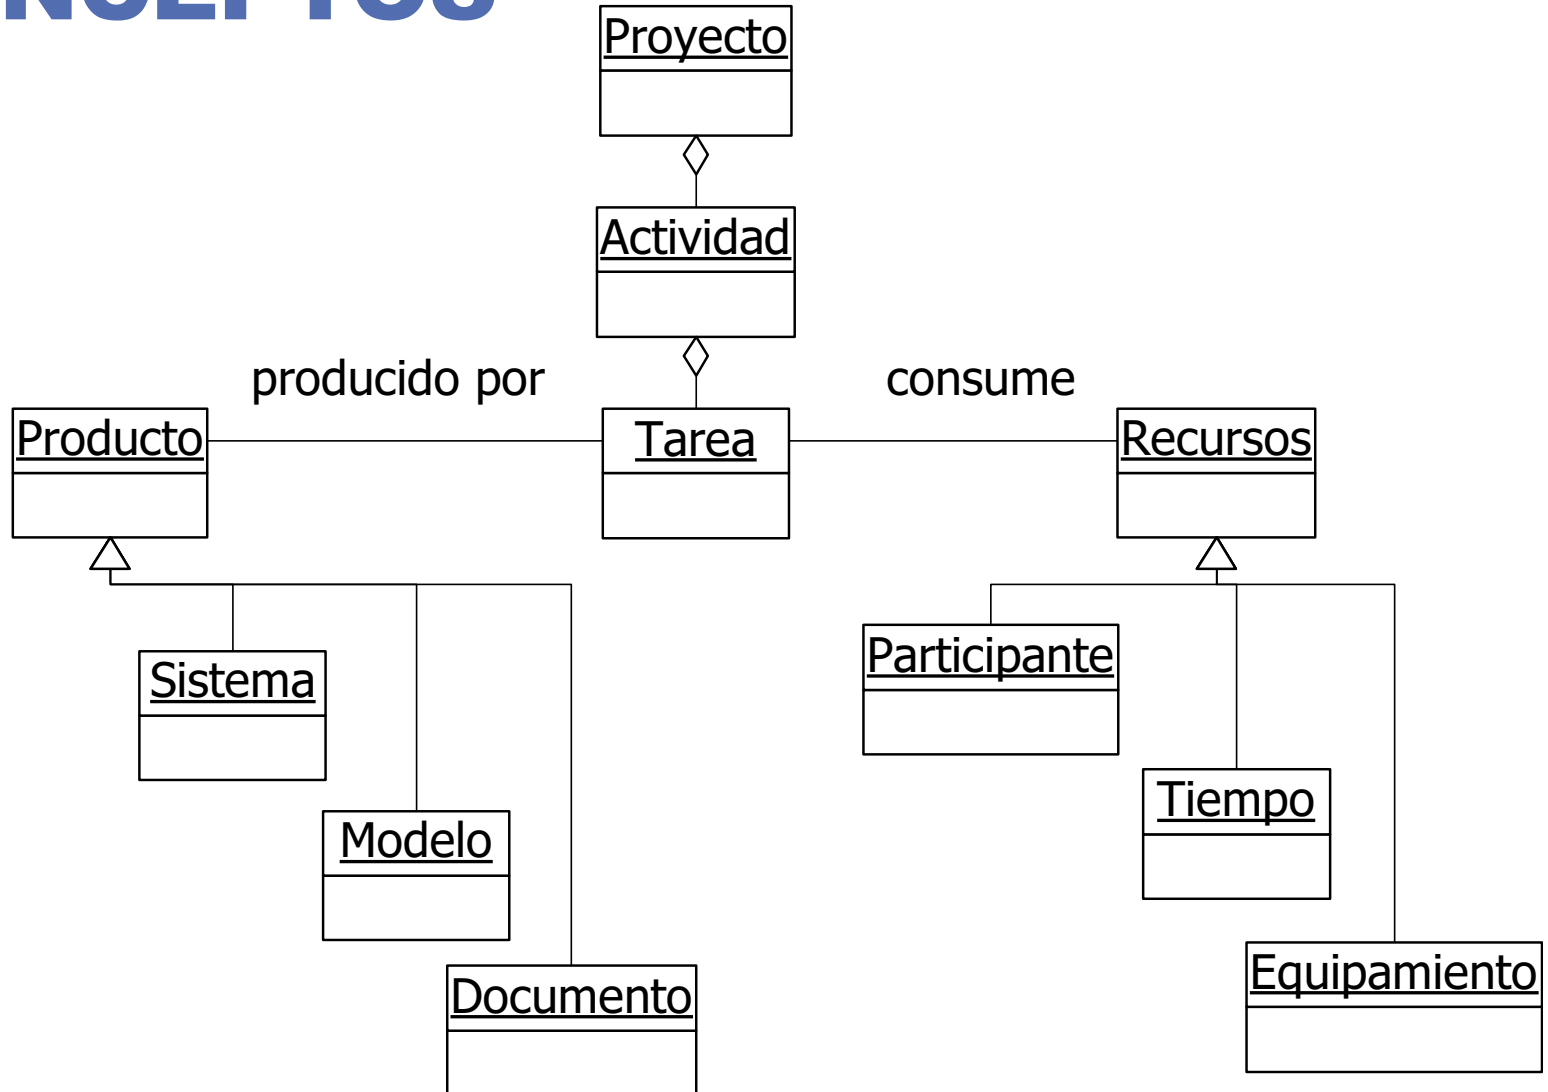 Proyecto
Actividad
producido por
consume
Producto
Tarea
Recursos
Participante
Sistema
Tiempo
Modelo
Equipamiento
Documento